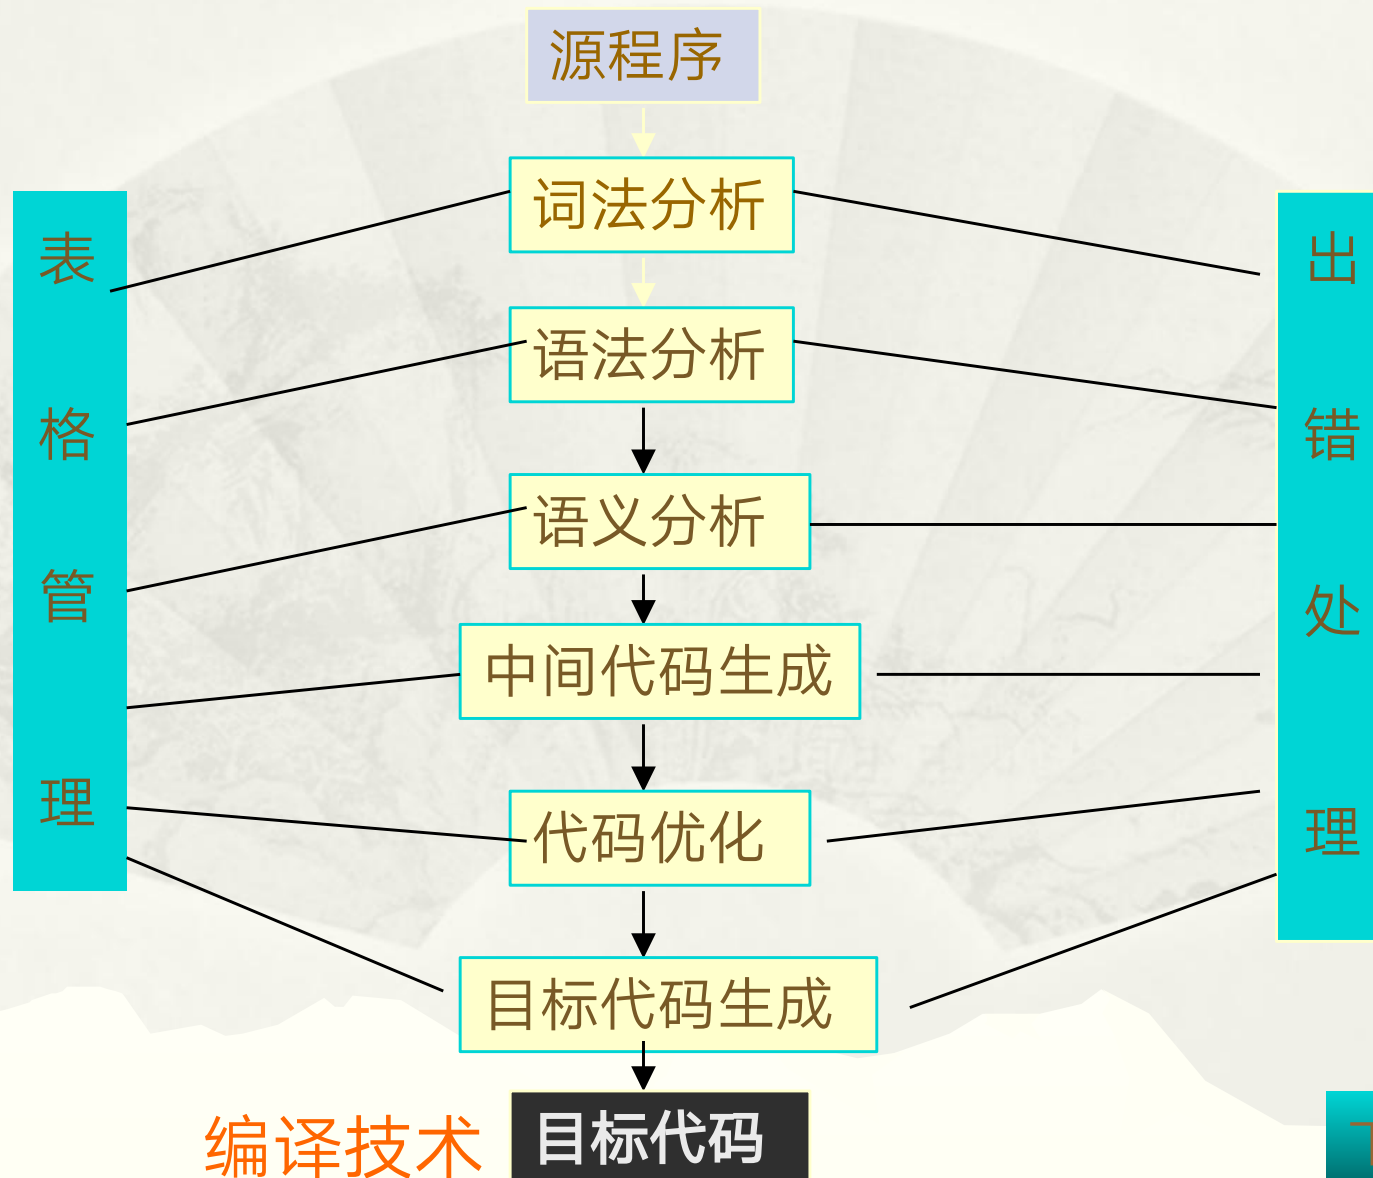 源程序
词法分析
语法分析
语义分析
中间代码生成
代码优化
目标代码生成
目标代码
表
格
管
理
出
错
处
理
编译技术